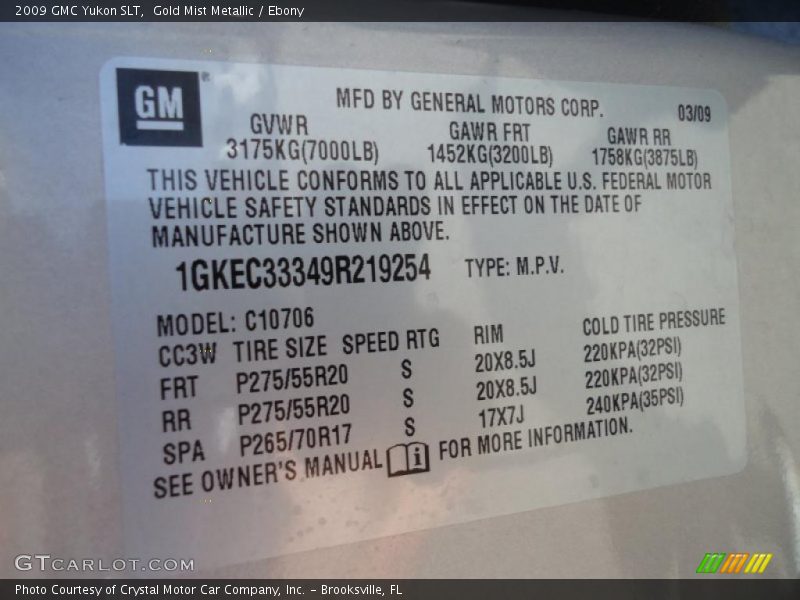 2009 GMC Yukon SLT, Gold Mist Metallic / Ebony
GM ®
MFD BY GENERAL MOTORS CORP. 03/09
GVWR GAWR FRT GAWR RR
3175KG(7000LB) 1452KG(3200LB) 1758KG(3875LB)
THIS VEHICLE CONFORMS TO ALL APPLICABLE U.S. FEDERAL MOTOR
VEHICLE SAFETY STANDARDS IN EFFECT ON THE DATE OF
MANUFACTURE SHOWN ABOVE.
1GKEC33349R219254 TYPE: M.P.V.
MODEL: C10706
CC3W TIRE SIZE SPEED RTG RIM COLD TIRE PRESSURE
FRT P275/55R20 S 20X8.5J 220KPA(32PSI)
RR P275/55R20 S 20X8.5J 220KPA(32PSI)
SPA P265/70R17 S 17X7J 240KPA(35PSI)
SEE OWNER'S MANUAL i FOR MORE INFORMATION.
GTCARLOT.COM
Photo Courtesy of Crystal Motor Car Company, Inc. – Brooksville, FL